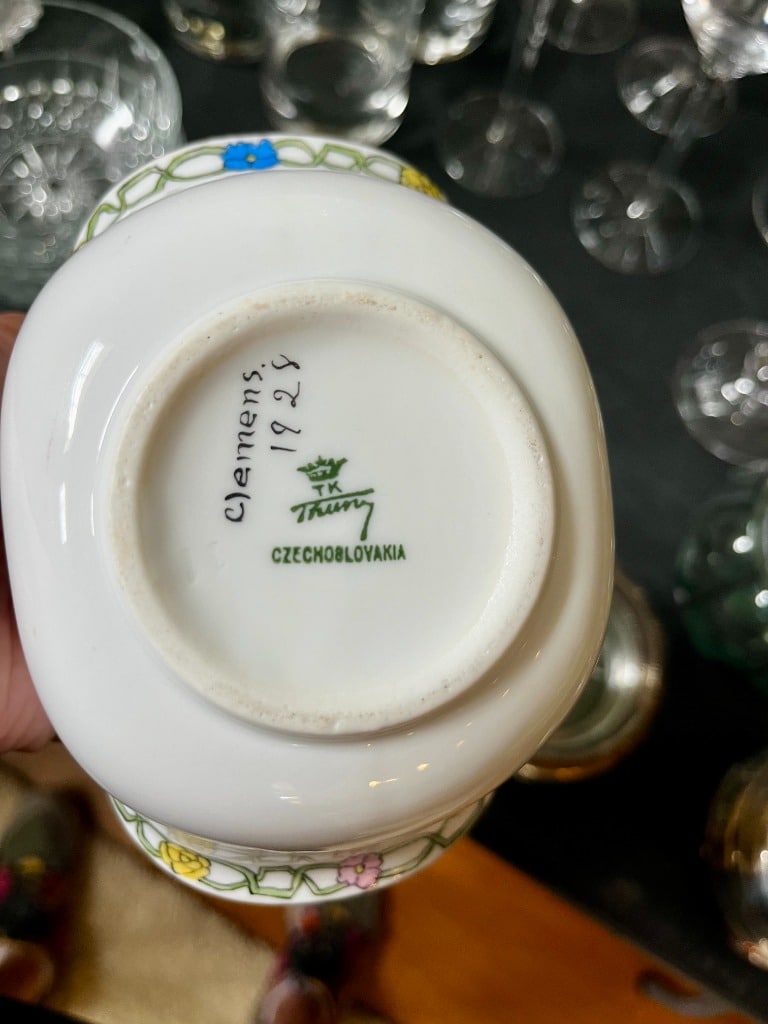 Clemens.
1928
TK
Thun
CZECHOSLOVAKIA